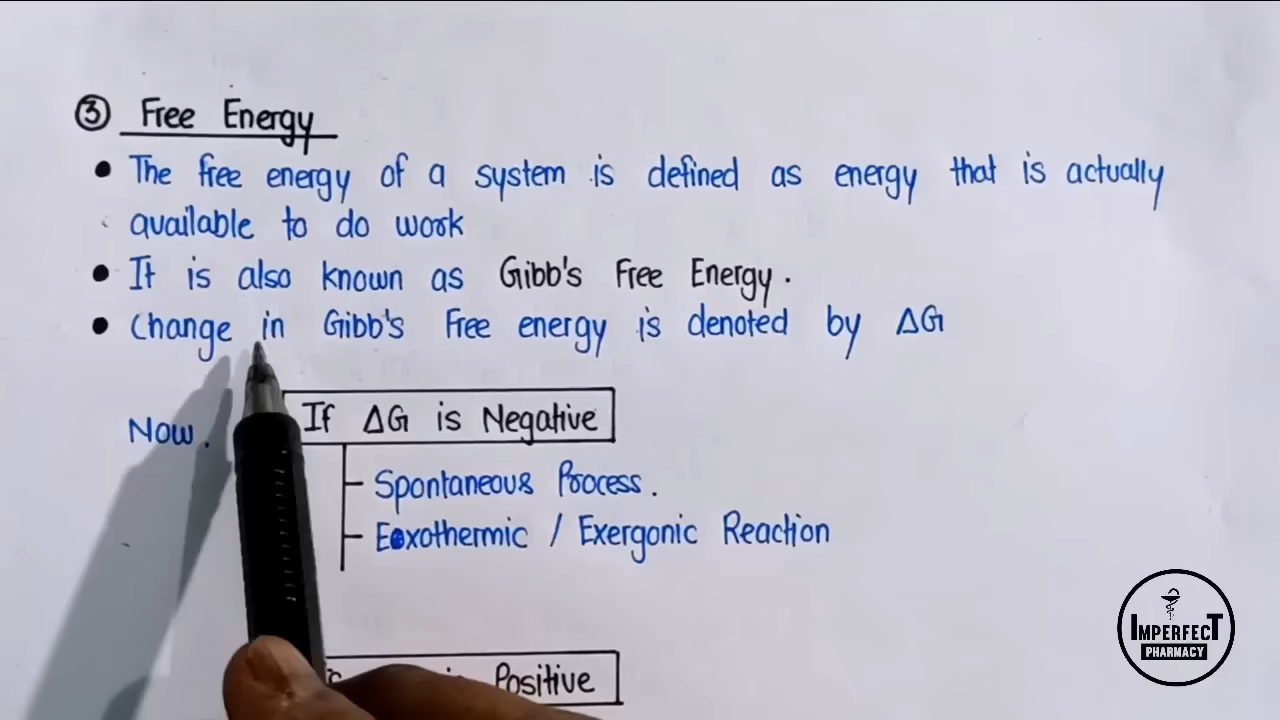 ③ Free Energy
• The free energy of a system is defined as energy that is actually
available to do work
• It is also known as Gibb's Free Energy.
• Change in Gibb's Free energy is denoted by ΔG
Now. If ΔG is Negative
Spontaneous Process.
Exothermic / Exergonic Reaction
Positive
IMPERFECT
PHARMACY